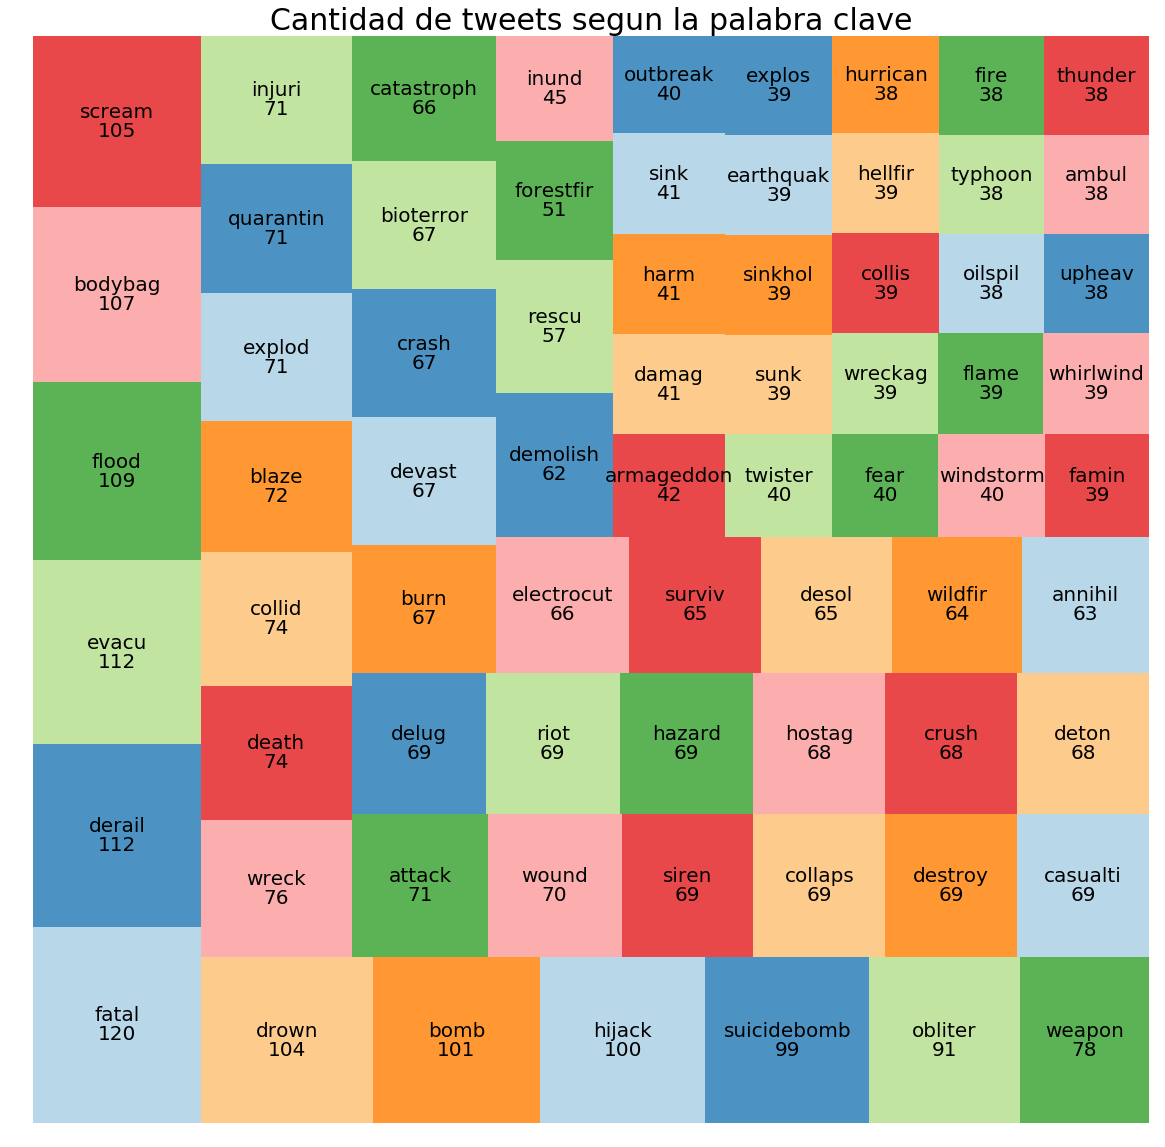 Cantidad de tweets segun la palabra clave
scream
105
bodybag
107
flood
109
evacu
112
derail
112
fatal
120
injuri
71
quarantin
71
explod
71
blaze
72
collid
74
death
74
wreck
76
catastroph
66
bioterror
67
crash
67
devast
67
burn
67
inund
45
forestfir
51
rescu
57
demolish
62
outbreak
40
explos
39
hurrican
38
fire
38
thunder
38
sink
41
earthquak
39
hellfir
39
typhoon
38
ambul
38
harm
41
sinkhol
39
collis
39
oilspil
38
upheav
38
damag
41
sunk
39
wreckag
39
flame
39
whirlwind
39
armageddon
42
twister
40
fear
40
windstorm
40
famin
39
electrocut
66
surviv
65
desol
65
wildfir
64
annihil
63
delug
69
riot
69
hazard
69
hostag
68
crush
68
deton
68
attack
71
wound
70
siren
69
collaps
69
destroy
69
casualti
69
drown
104
bomb
101
hijack
100
suicidebomb
99
obliter
91
weapon
78